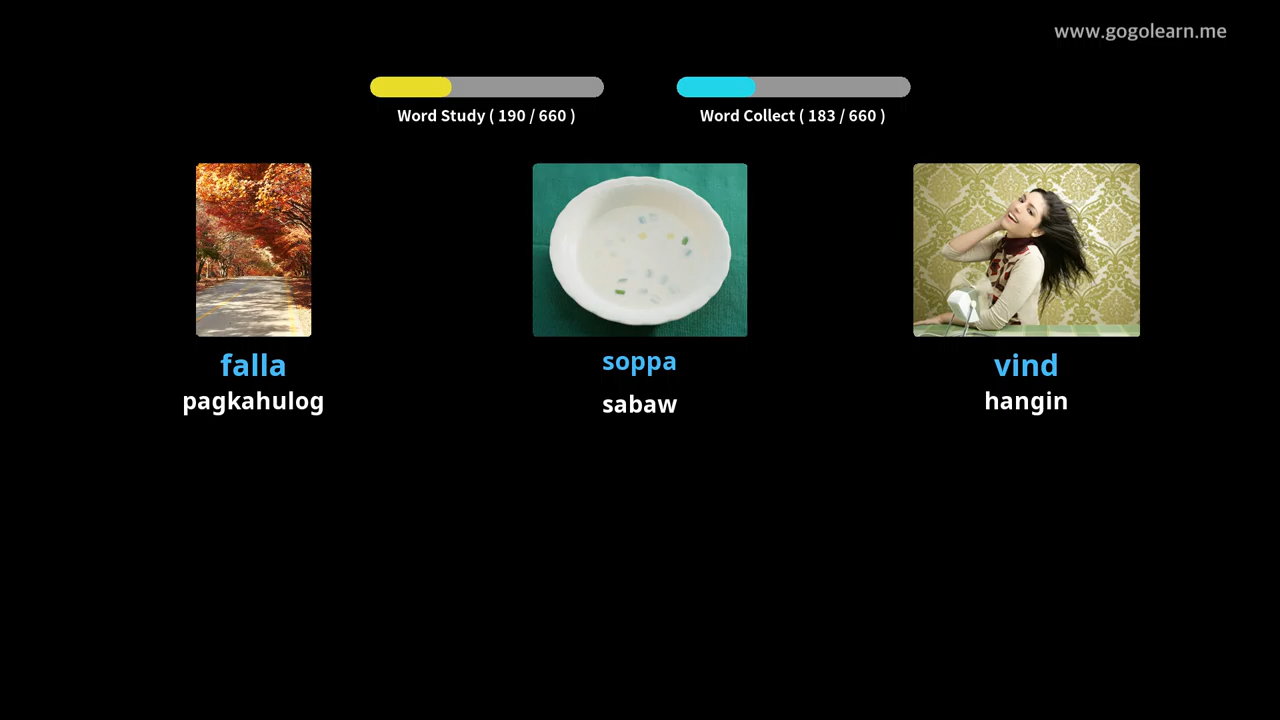 www.gogolearn.me
Word Study ( 190 / 660 )
Word Collect ( 183 / 660 )
falla
pagkahulog
soppa
sabaw
vind
hangin